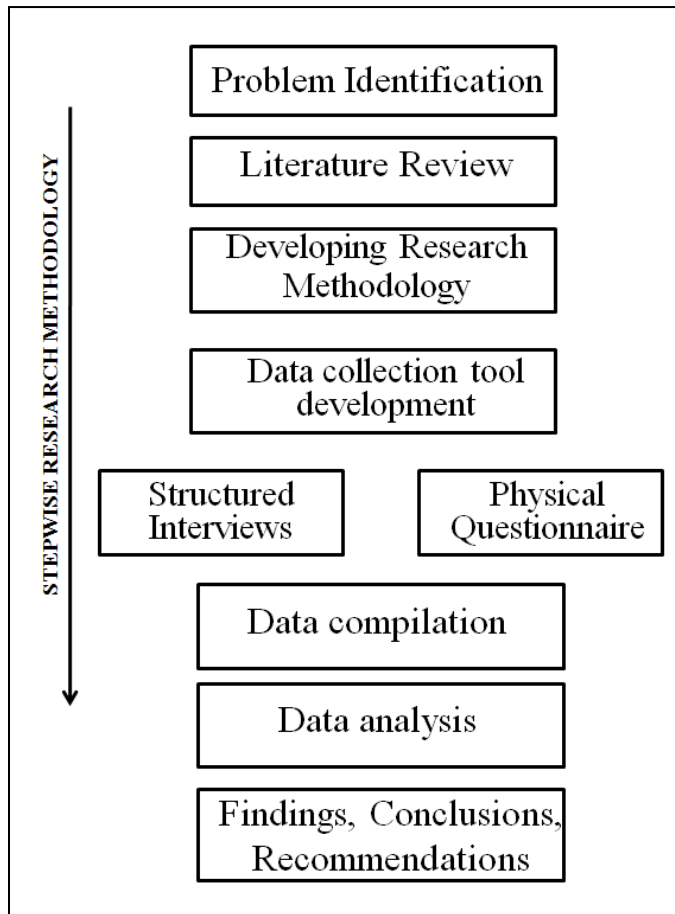 STEPWISE RESEARCH METHODOLOGY
Problem Identification
Literature Review
Developing Research
Methodology
Data collection tool
development
Structured
Interviews
Physical
Questionnaire
Data compilation
Data analysis
Findings, Conclusions,
Recommendations